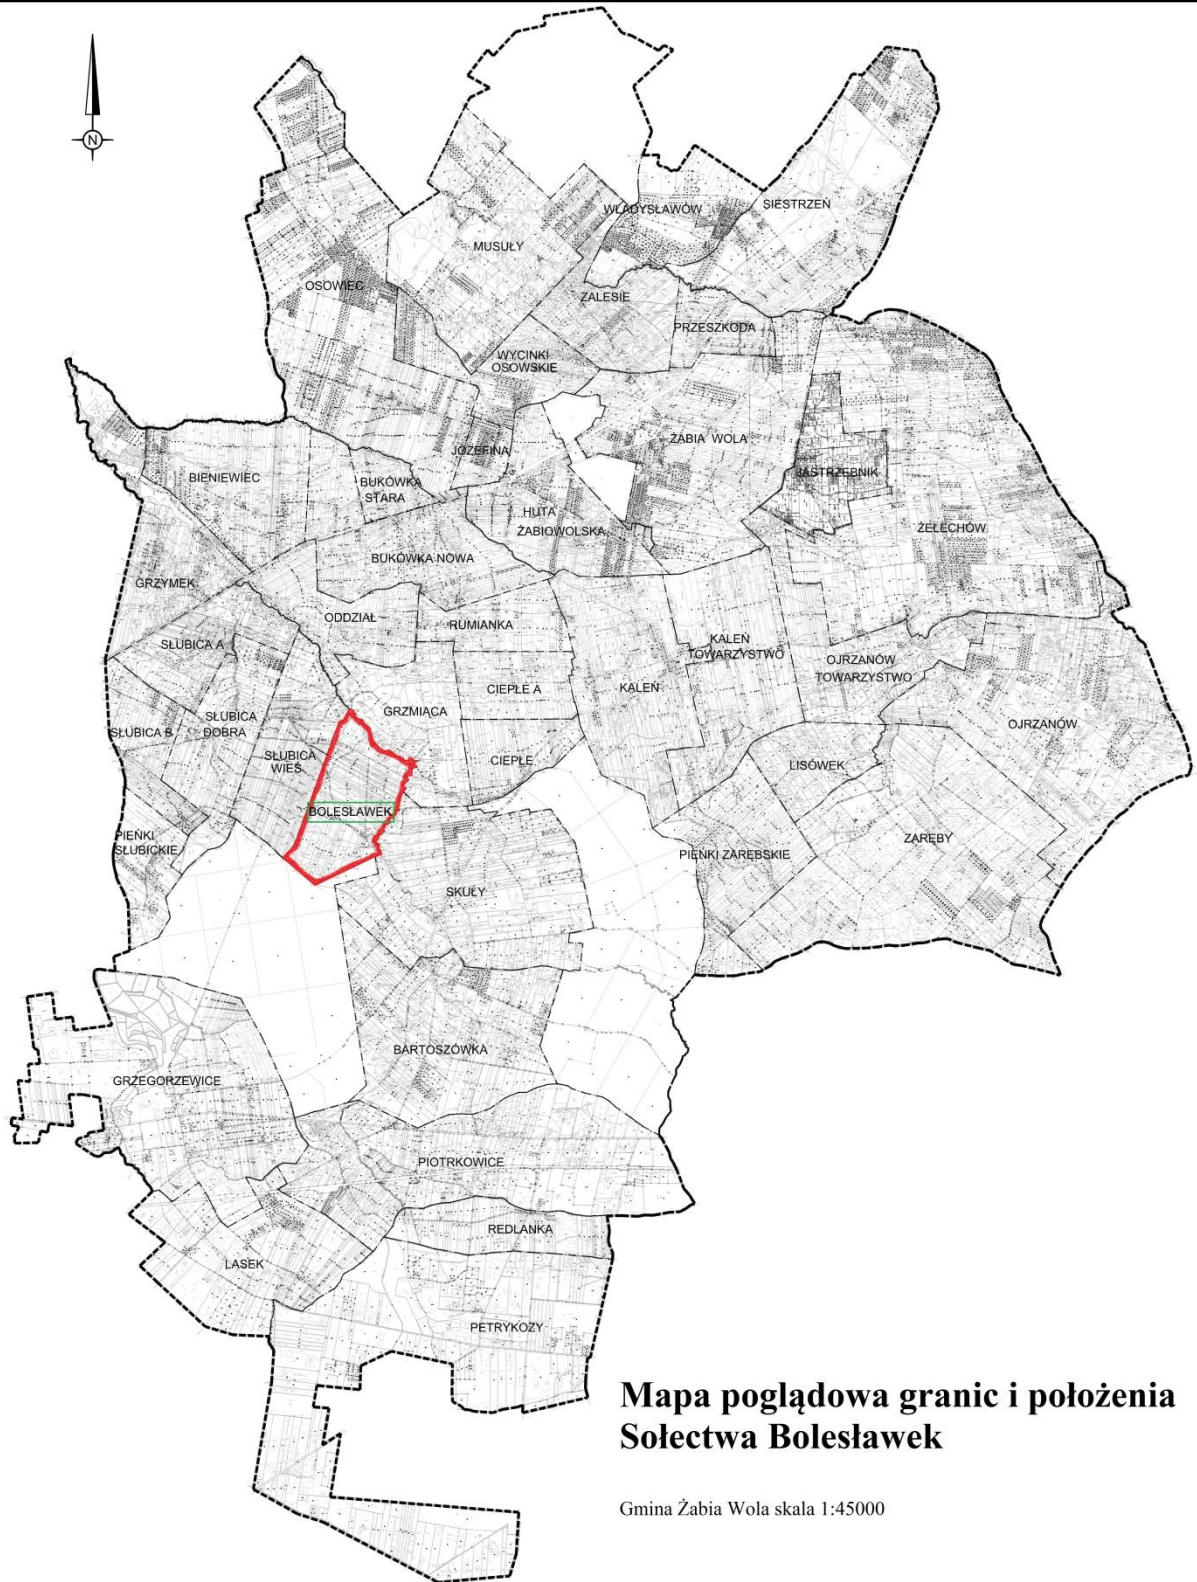 N
WŁADYSŁAWÓW
SIESTRZEŃ
MUSUŁY
OSOWIEC
ZALESIE
PRZESZKODA
WYCINKI
OSOWSKIE
ŻABIA WOLA
JÓZEFINA
JASTRZĘBNIK
BIENIEWIEC
BUKÓWKA
STARA
HUTA
ŻABIOWOLSKA
ŻELECHÓW
BUKÓWKA NOWA
GRZYMEK
ODDZIAŁ
RUMIANKA
SŁUBICA A
KALEŃ
TOWARZYSTWO
OJRZANÓW
TOWARZYSTWO
CIEPŁE A
KALEŃ
GRZMIĄCA
SŁUBICA
DOBRA
SŁUBICA B
OJRZANÓW
SŁUBICA
WIEŚ
CIEPŁE
LISÓWEK
BOLESŁAWEK
PIEŃKI
SŁUBICKIE
ZARĘBY
PIEŃKI ZARĘBSKIE
SKUŁY
BARTOSZÓWKA
GRZEGORZEWICE
PIOTRKOWICE
REDLANKA
LASEK
PETRYKOZY
Mapa poglądowa granic i położenia
Sołectwa Bolesławek
Gmina Żabia Wola skala 1:45000